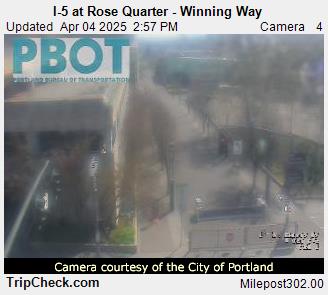 I-5 at Rose Quarter - Winning Way
Updated Apr 04 2025 2:57 PM Camera 4
PBOT
PORTLAND BUREAU OF TRANSPORTATION
Camera courtesy of the City of Portland
TripCheck.com Milepost302.00